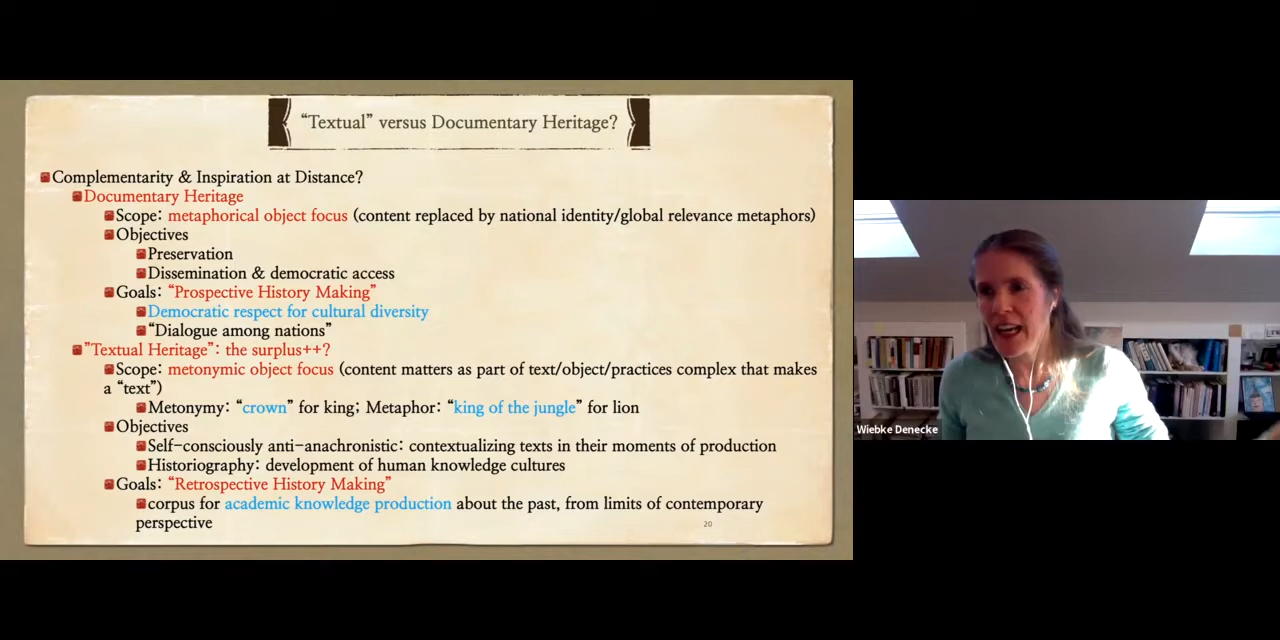 “Textual” versus Documentary Heritage?
Complementarity & Inspiration at Distance?
Documentary Heritage
Scope: metaphorical object focus (content replaced by national identity/global relevance metaphors)
Objectives
Preservation
Dissemination & democratic access
Goals: “Prospective History Making”
Democratic respect for cultural diversity
“Dialogue among nations”
”Textual Heritage”: the surplus++?
Scope: metonymic object focus (content matters as part of text/object/practices complex that makes
a “text”)
Metonymy: “crown” for king; Metaphor: “king of the jungle” for lion
Objectives
Self-consciously anti-anachronistic: contextualizing texts in their moments of production
Historiography: development of human knowledge cultures
Goals: “Retrospective History Making”
corpus for academic knowledge production about the past, from limits of contemporary
perspective
20
Wiebke Denecke